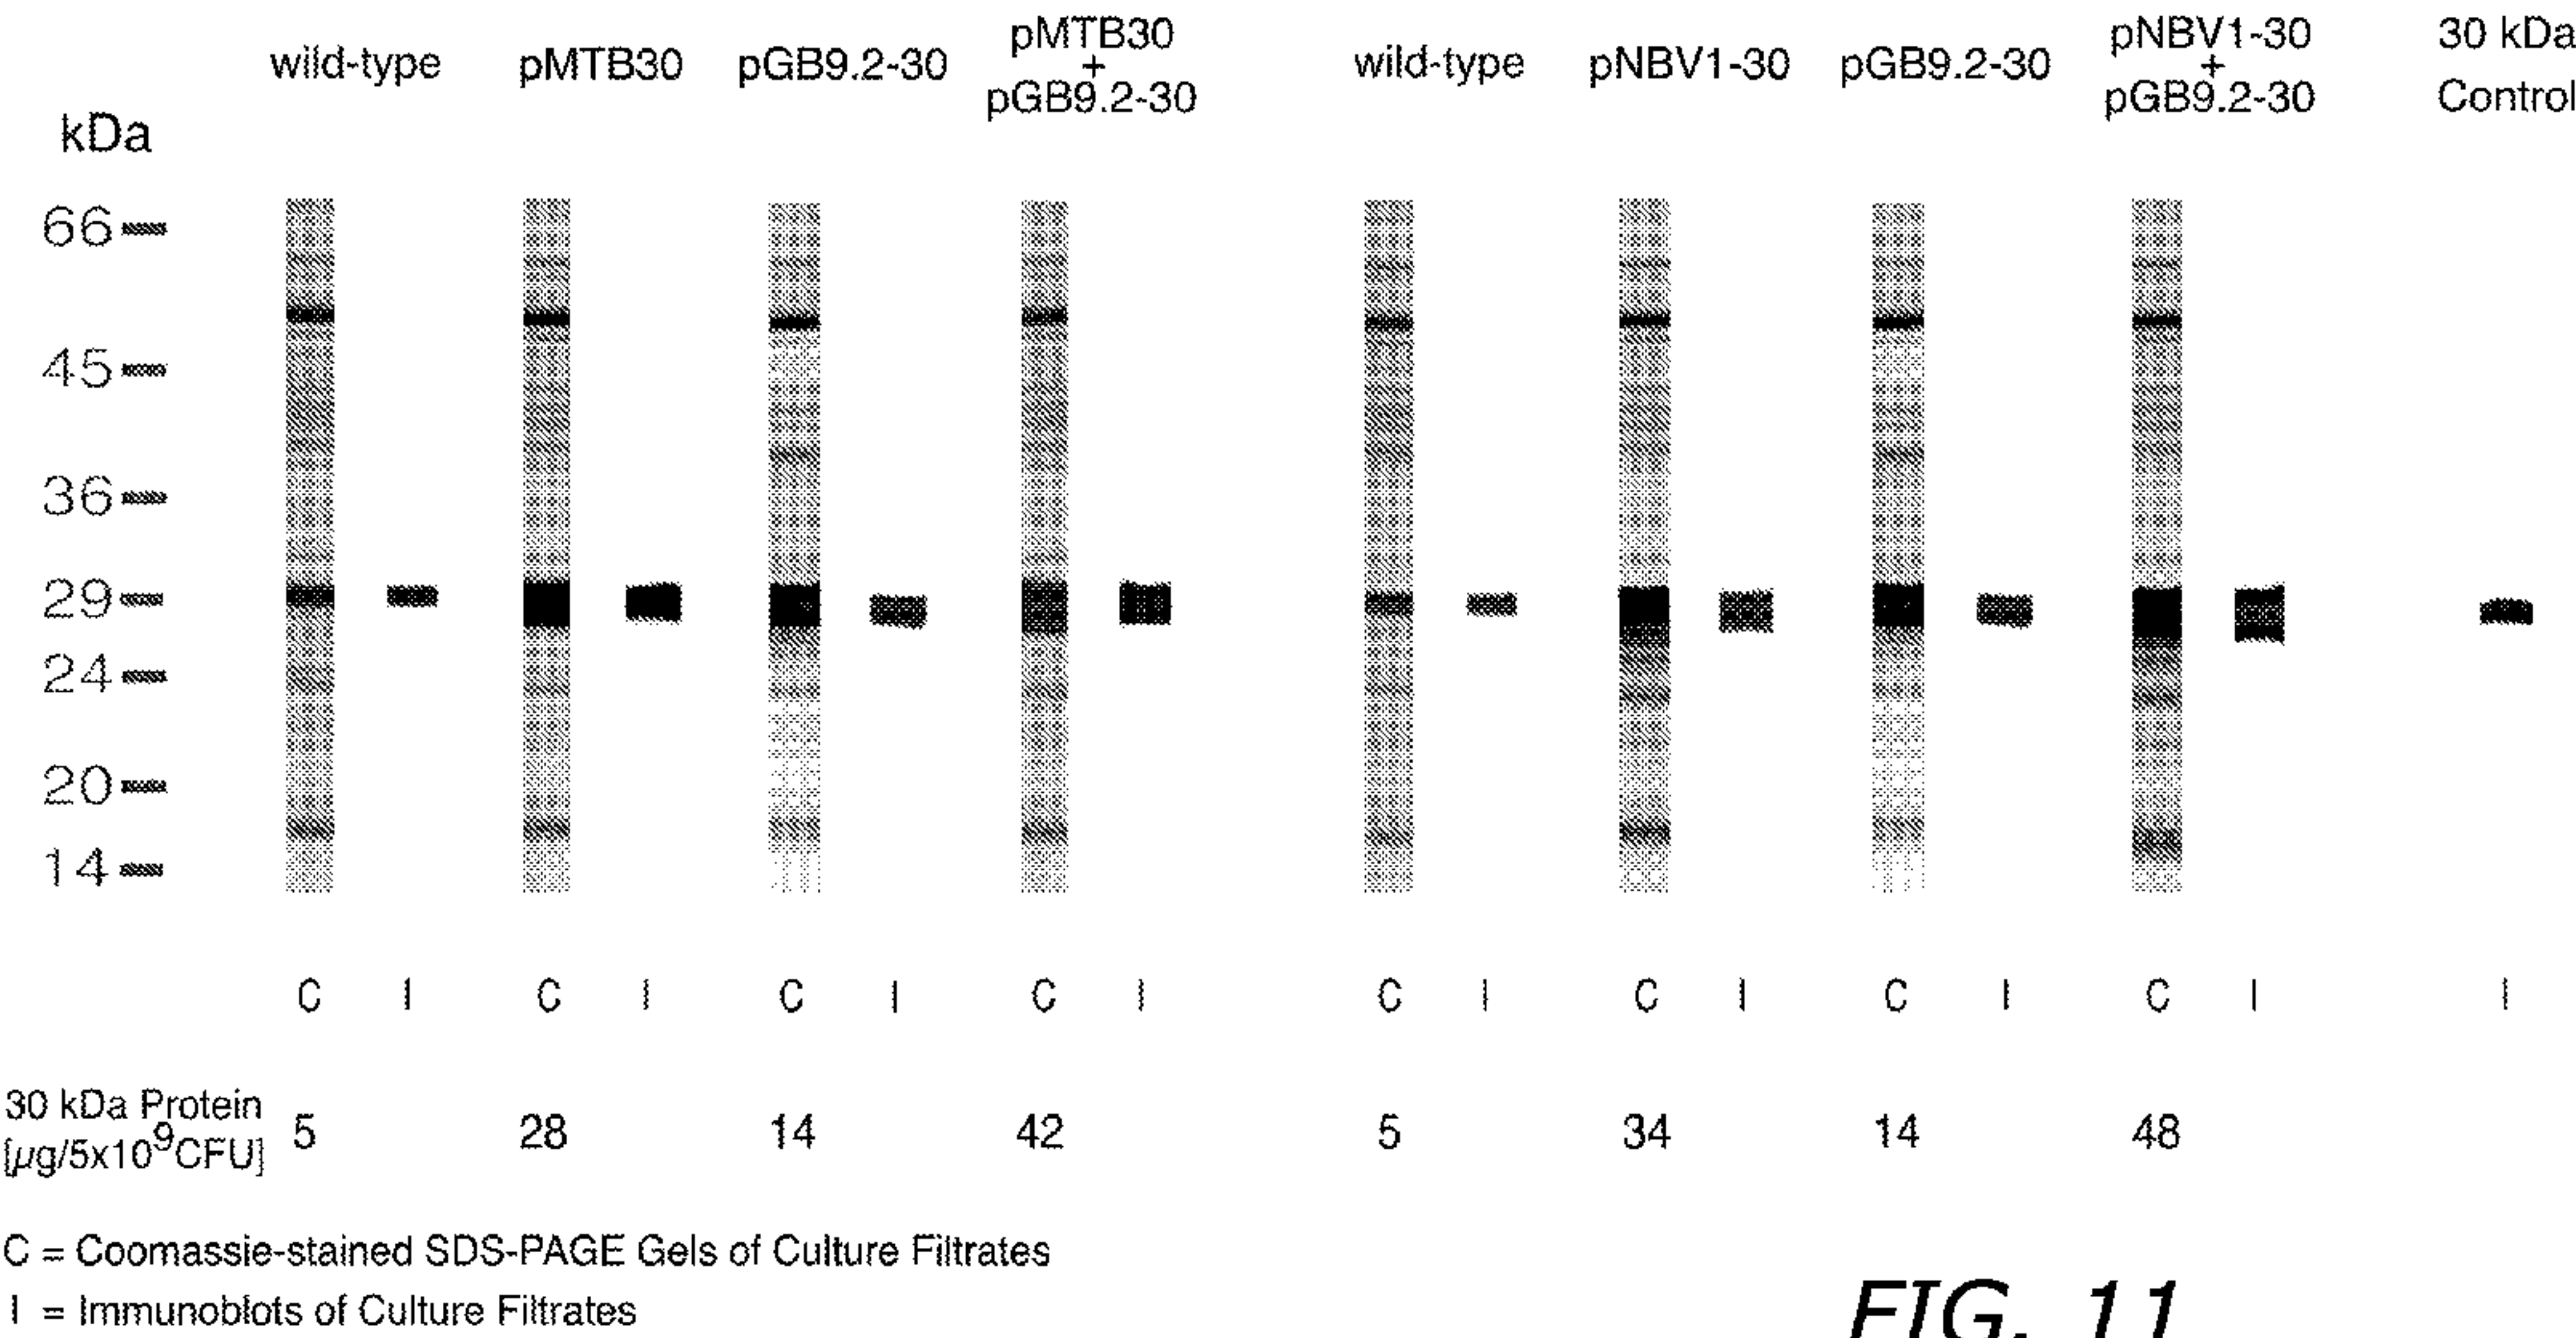 wild-type pMTB30 pGB9.2-30 pMTB30 + pGB9.2-30 wild-type pNBV1-30 pGB9.2-30 pNBV1-30 + pGB9.2-30 30 kDa Control
kDa
66
45
36
29
24
20
14
C I C I C I C I C I C I C I C I I
30 kDa Protein
[µg/5x10⁹CFU] 5 28 14 42 5 34 14 48
C = Coomassie-stained SDS-PAGE Gels of Culture Filtrates
I = Immunoblots of Culture Filtrates
FIG. 11